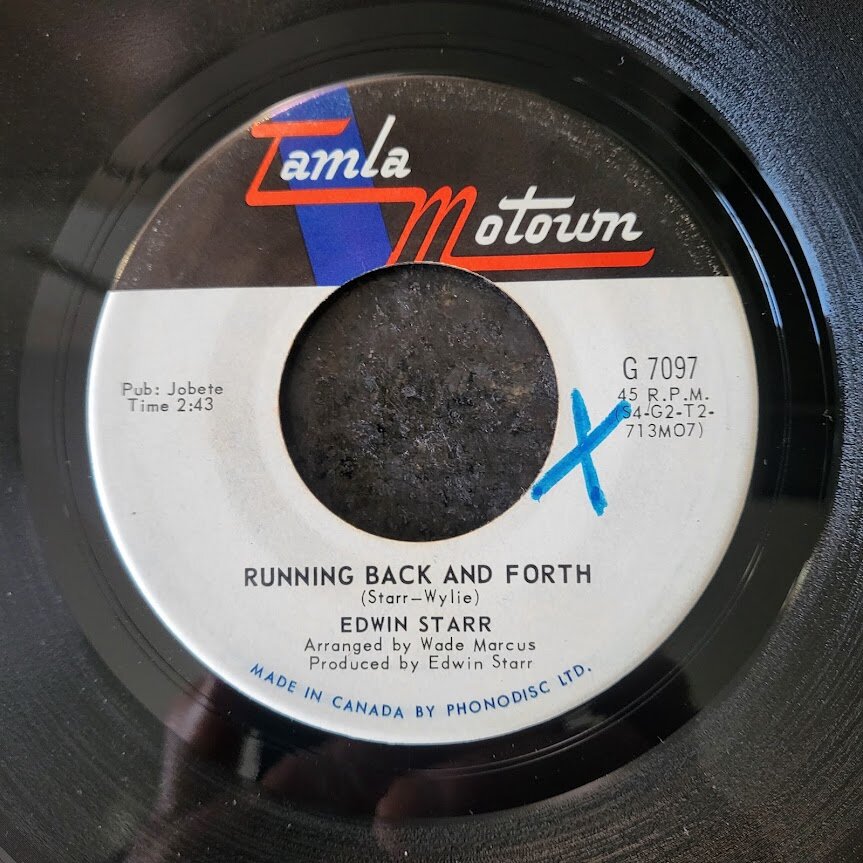 Tamla
Motown
Pub: Jobete
Time 2:43
G 7097
45 R.P.M.
(S4-G2-T2-
713MO7)
X
RUNNING BACK AND FORTH
(Starr–Wylie)
EDWIN STARR
Arranged by Wade Marcus
Produced by Edwin Starr
MADE IN CANADA BY PHONODISC LTD.